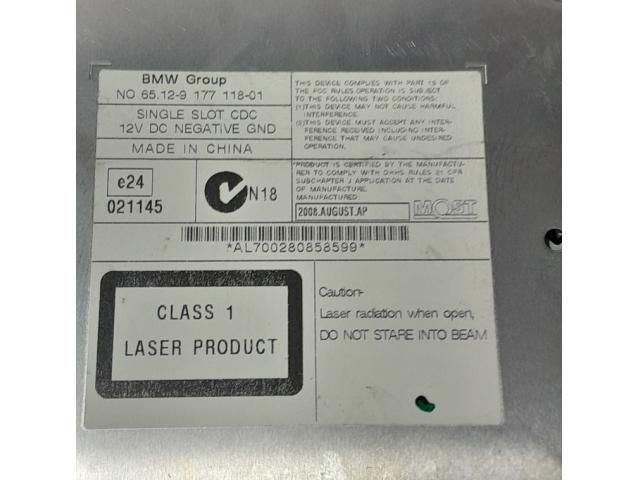 BMW Group
NO 65.12-9 177 118-01
SINGLE SLOT CDC
12V DC NEGATIVE GND
MADE IN CHINA
e24
021145
N18
THIS DEVICE COMPLIES WITH PART 15 OF
THE FCC RULES.OPERATION IS SUBJECT
TO THE FOLLOWING TWO CONDITIONS:
(1)THIS DEVICE MAY NOT CAUSE HARMFUL
INTERFERENCE.
(2)THIS DEVICE MUST ACCEPT ANY INTER-
FERENCE RECEIVED INCLUDING INTER-
FERENCE THAT MAY CAUSE UNDESIRED
OPERATION.
"PRODUCT IS CERTIFIED BY THE MANUFACTU-
RER TO COMPLY WITH DHHS RULES 21 CFR
SUBCHAPTER J APPLICATION AT THE DATE
OF MANUFACTURE.
MANUFACTURED:
2008.AUGUST.AP
MOST
*AL700280858599*
CLASS 1
LASER PRODUCT
Caution-
Laser radiation when open,
DO NOT STARE INTO BEAM